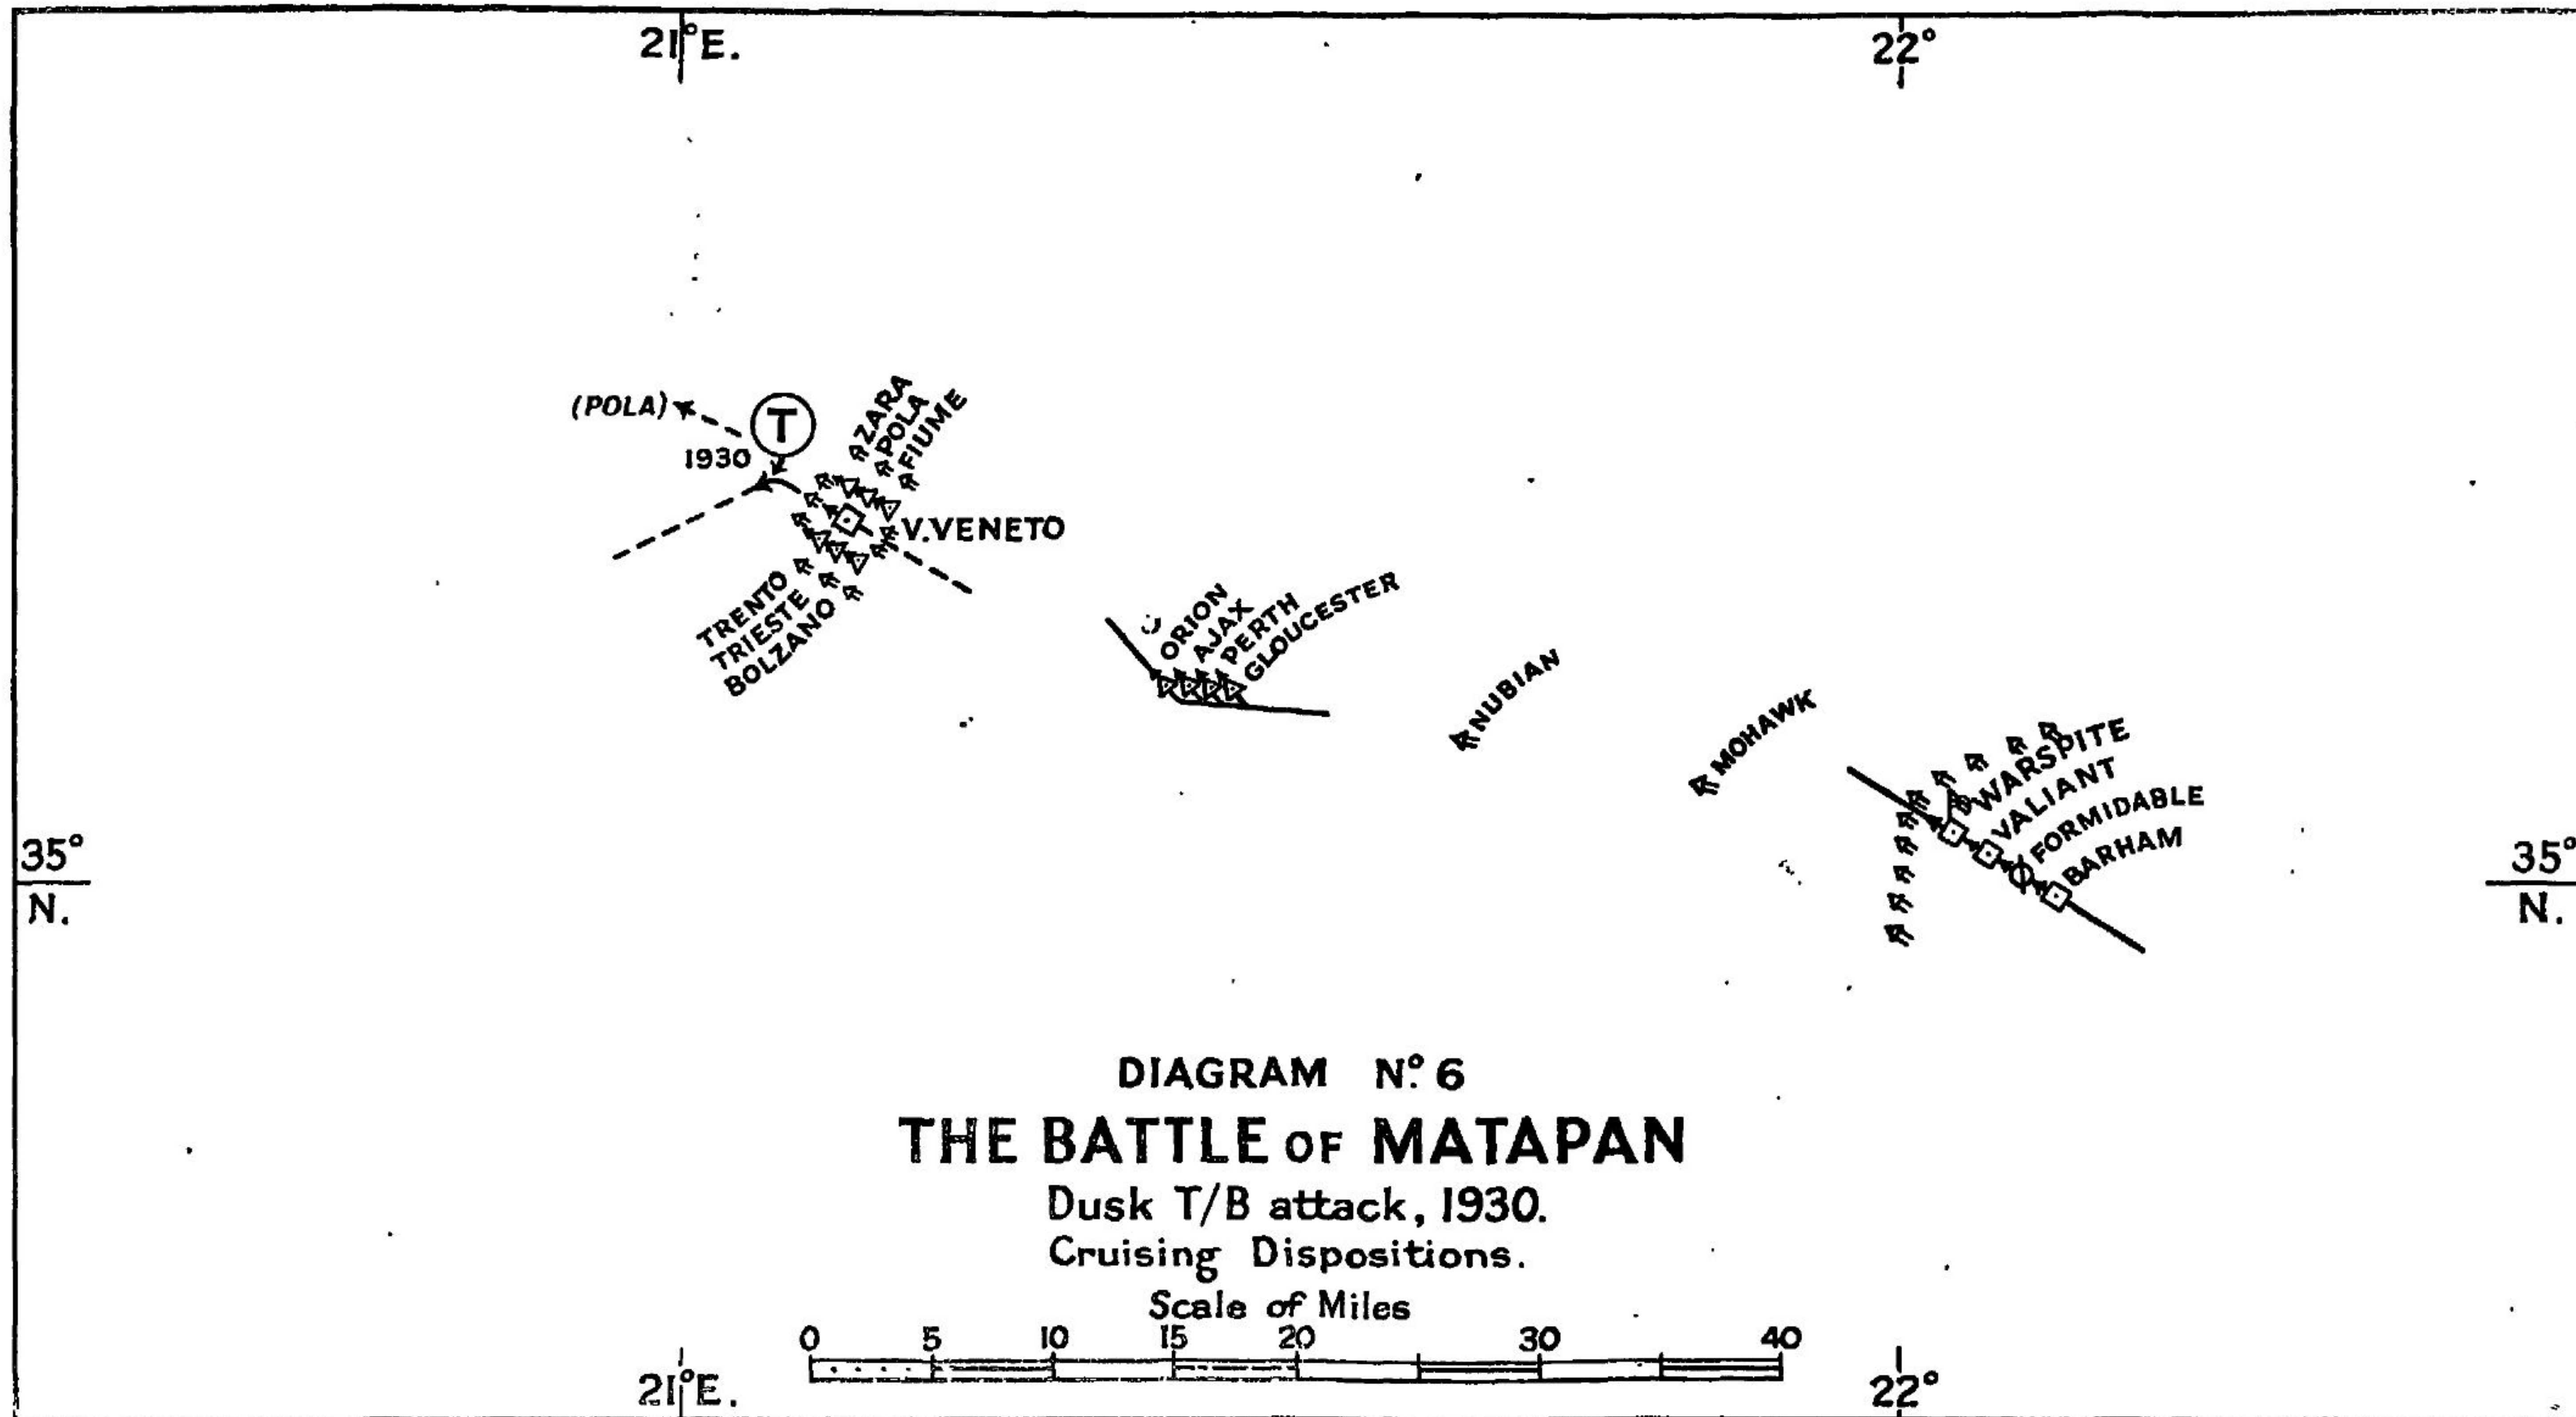 21°E.
22°
(POLA)
T
1930
ZARA
POLA
FIUME
V.VENETO
TRENTO
TRIESTE
BOLZANO
ORION
AJAX
PERTH
GLOUCESTER
NUBIAN
MOHAWK
WARSPITE
VALIANT
FORMIDABLE
BARHAM
35°
N.
35°
N.
DIAGRAM Nº 6
THE BATTLE OF MATAPAN
Dusk T/B attack, 1930.
Cruising Dispositions.
Scale of Miles
0 5 10 15 20 30 40
21°E.
22°